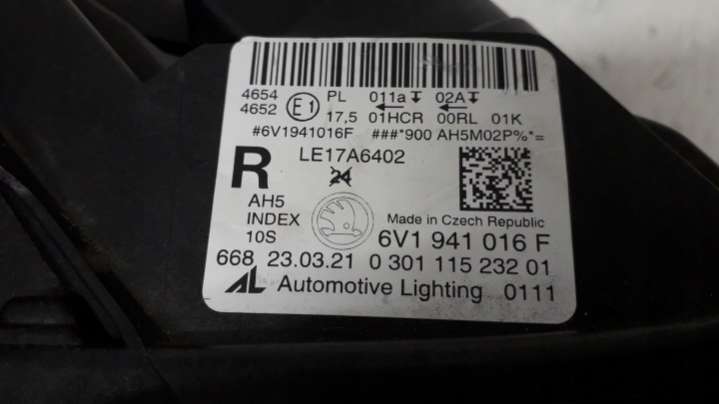 4654 E1 PL 011a 02A
4652 17,5 01HCR 00RL 01K
#6V1941016F ###*900 AH5M02P%*=
R LE17A6402
24
AH5
INDEX Made in Czech Republic
10S 6V1 941 016 F
668 23.03.21 0 301 115 232 01
AL Automotive Lighting 0111